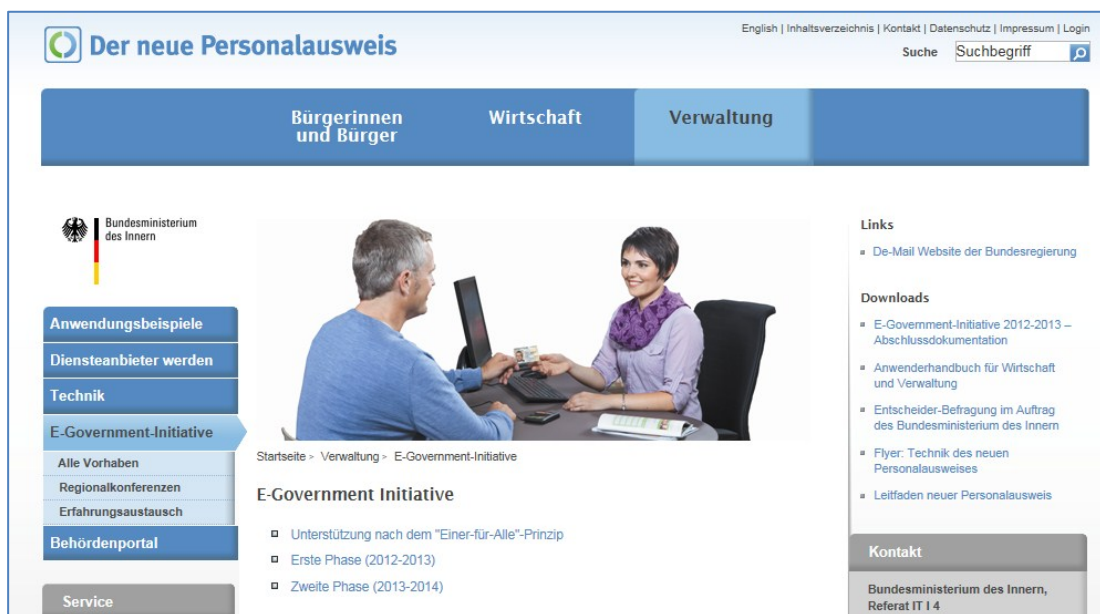 Der neue Personalausweis
English | Inhaltsverzeichnis | Kontakt | Datenschutz | Impressum | Login
Suche Suchbegriff
Bürgerinnen
und Bürger
Wirtschaft
Verwaltung
Bundesministerium
des Innern
Anwendungsbeispiele
Diensteanbieter werden
Technik
E-Government-Initiative
Alle Vorhaben
Regionalkonferenzen
Erfahrungsaustausch
Behördenportal
Service
Startseite > Verwaltung > E-Government-Initiative
E-Government Initiative
Unterstützung nach dem "Einer-für-Alle"-Prinzip
Erste Phase (2012-2013)
Zweite Phase (2013-2014)
Links
De-Mail Website der Bundesregierung
Downloads
E-Government-Initiative 2012-2013 –
Abschlussdokumentation
Anwenderhandbuch für Wirtschaft
und Verwaltung
Entscheider-Befragung im Auftrag
des Bundesministerium des Innern
Flyer: Technik des neuen
Personalausweises
Leitfaden neuer Personalausweis
Kontakt
Bundesministerium des Innern,
Referat IT I 4